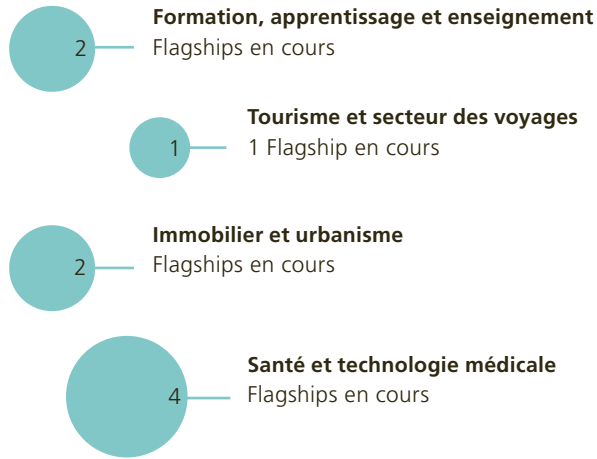 Formation, apprentissage et enseignement
2 Flagships en cours
Tourisme et secteur des voyages
1 1 Flagship en cours
Immobilier et urbanisme
2 Flagships en cours
Santé et technologie médicale
4 Flagships en cours